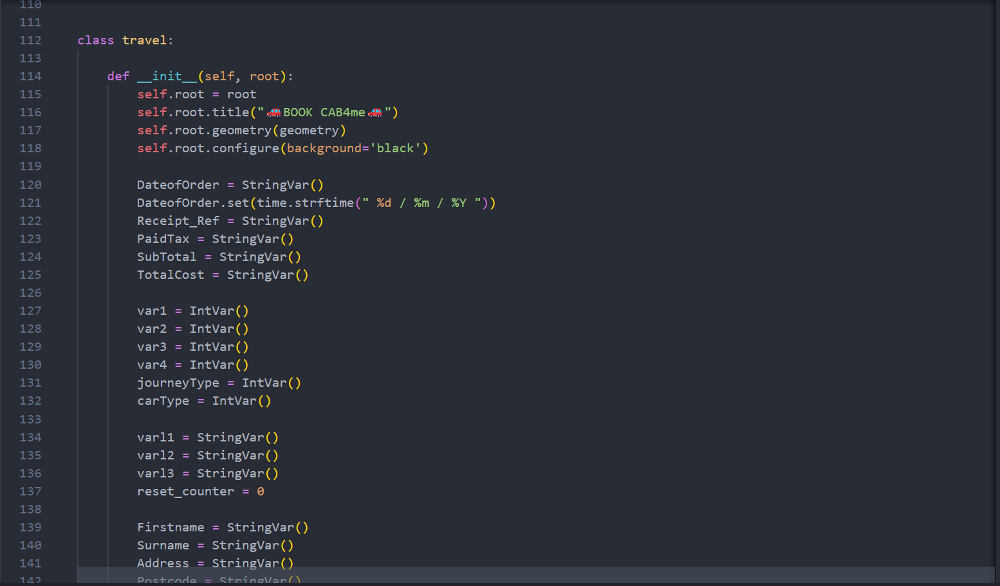 110
111
112 class travel:
113
114 def __init__(self, root):
115 self.root = root
116 self.root.title("🚗BOOK CAB4me🚗")
117 self.root.geometry(geometry)
118 self.root.configure(background='black')
119
120 DateofOrder = StringVar()
121 DateofOrder.set(time.strftime(" %d / %m / %Y "))
122 Receipt_Ref = StringVar()
123 PaidTax = StringVar()
124 SubTotal = StringVar()
125 TotalCost = StringVar()
126
127 var1 = IntVar()
128 var2 = IntVar()
129 var3 = IntVar()
130 var4 = IntVar()
131 journeyType = IntVar()
132 carType = IntVar()
133
134 varl1 = StringVar()
135 varl2 = StringVar()
136 varl3 = StringVar()
137 reset_counter = 0
138
139 Firstname = StringVar()
140 Surname = StringVar()
141 Address = StringVar()
142 Postcode = StringVar()